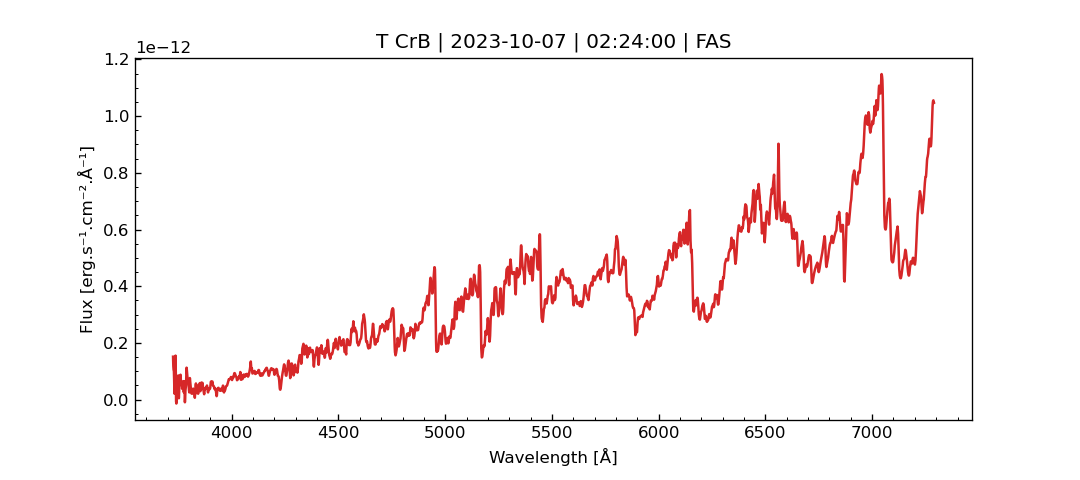 T CrB | 2023-10-07 | 02:24:00 | FAS
1e−12
1.2
1.0
0.8
0.6
0.4
0.2
0.0
Flux [erg.s⁻¹.cm⁻².Å⁻¹]
4000 4500 5000 5500 6000 6500 7000
Wavelength [Å]